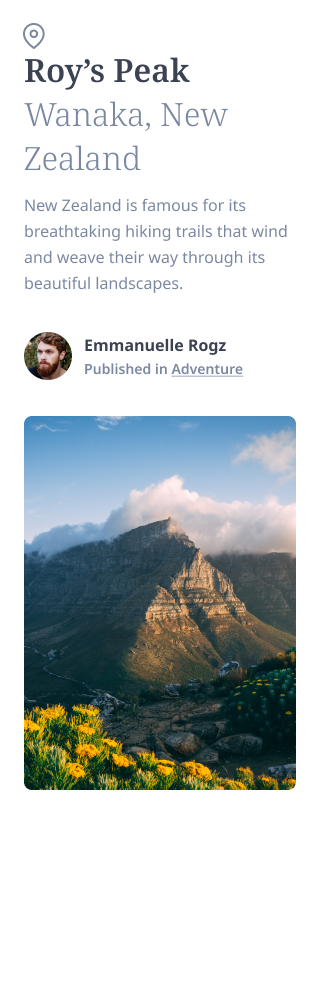 Roy’s Peak
Wanaka, New
Zealand
New Zealand is famous for its
breathtaking hiking trails that wind
and weave their way through its
beautiful landscapes.
Emmanuelle Rogz
Published in Adventure